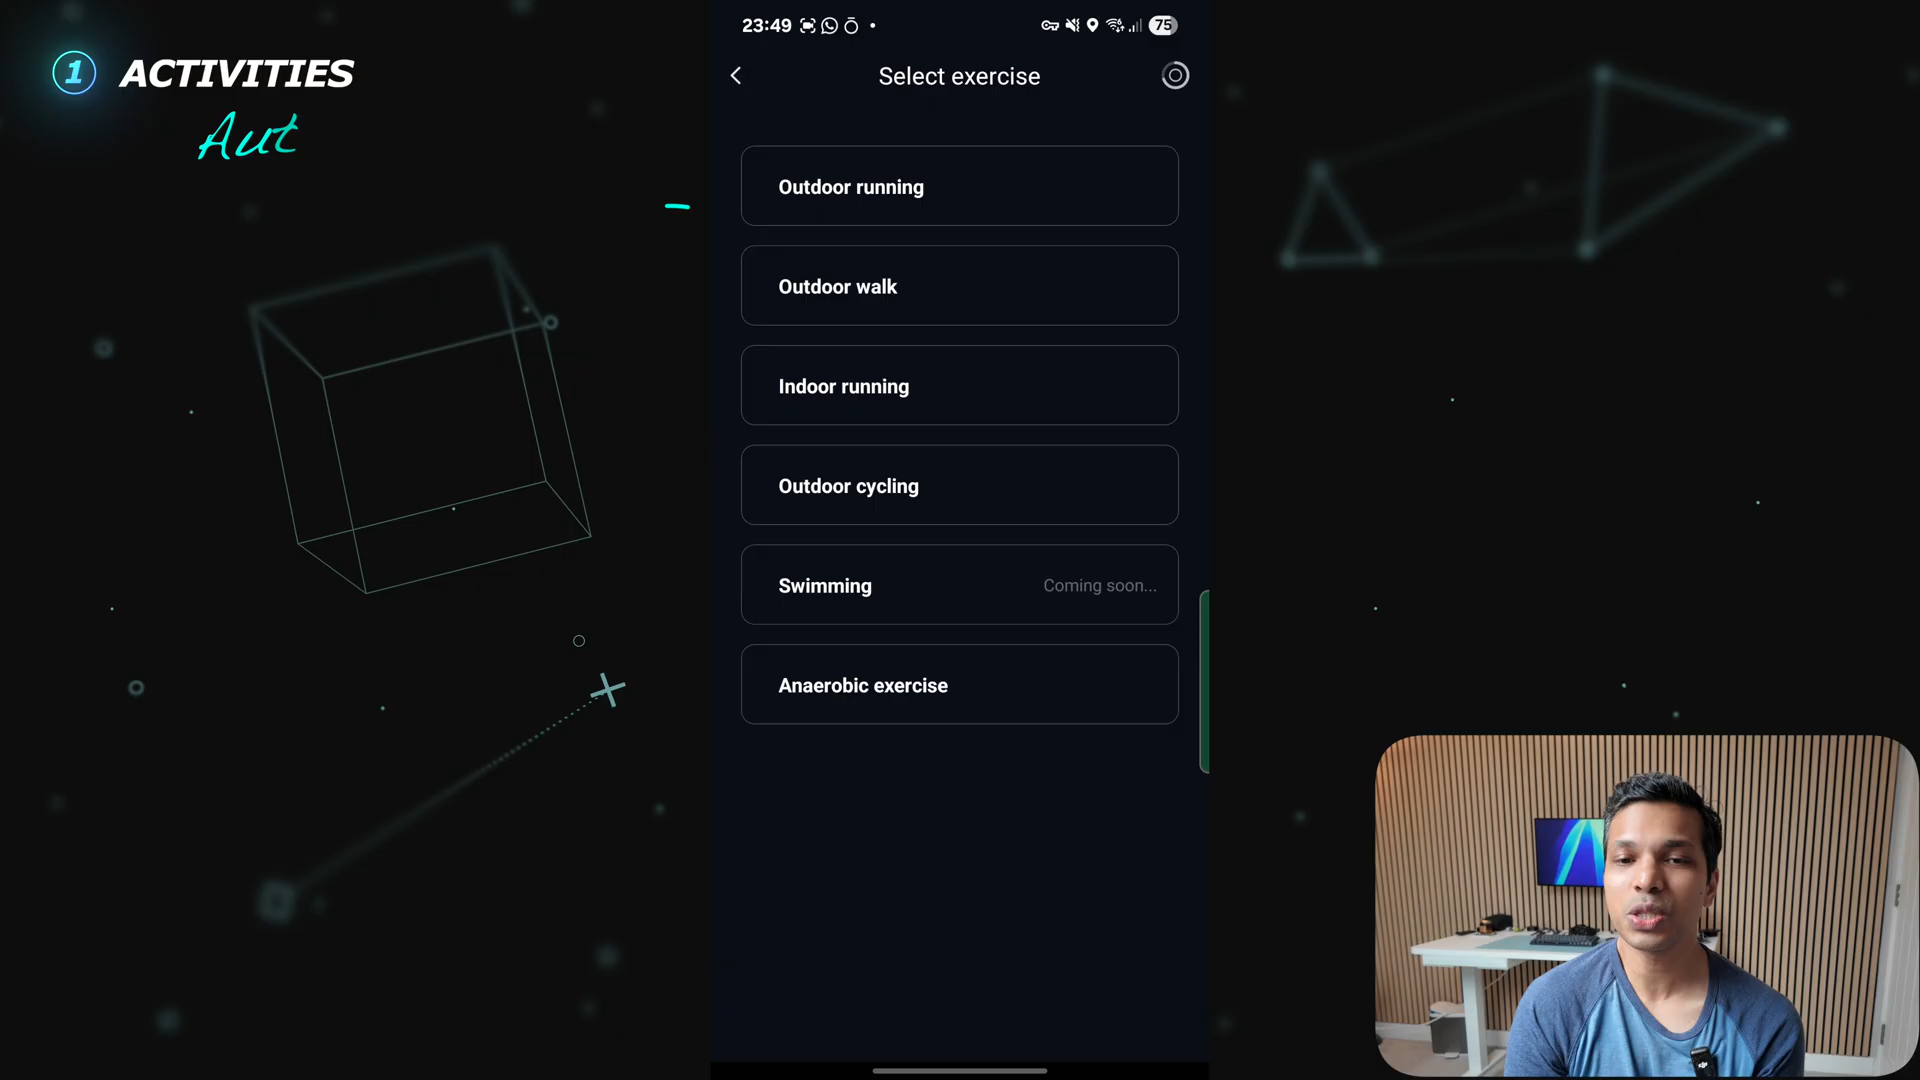 1 ACTIVITIES
Aut
23:49
75
Select exercise
Outdoor running
Outdoor walk
Indoor running
Outdoor cycling
Swimming Coming soon...
Anaerobic exercise